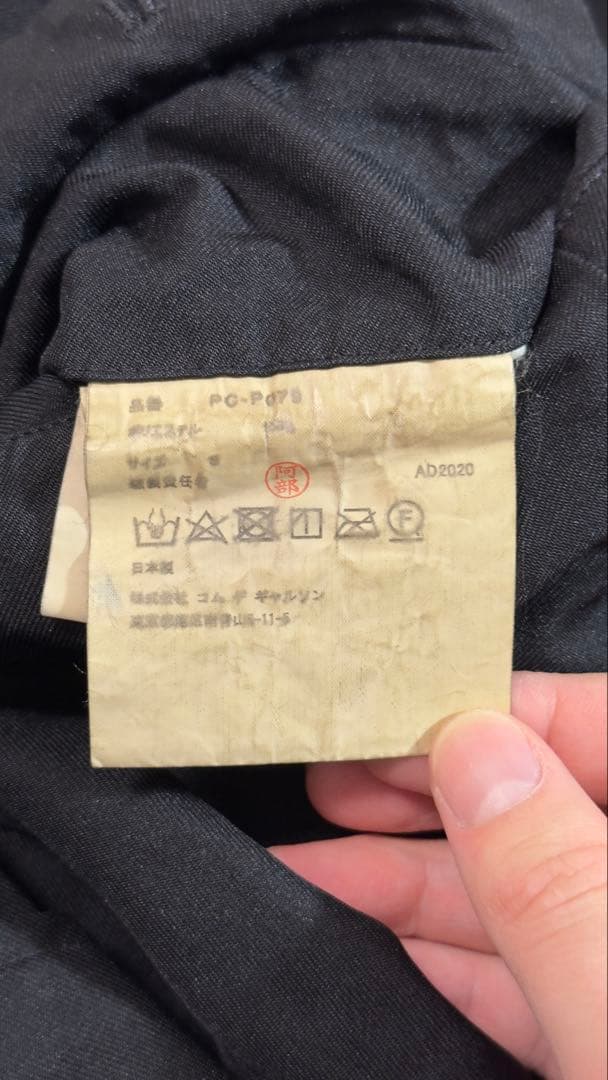 品番 PC-P075
ポリエステル 100%
サイズ S
縫製責任者 阿部 AD2020
日本製
株式会社 コム デ ギャルソン
東京都港区南青山5-11-5